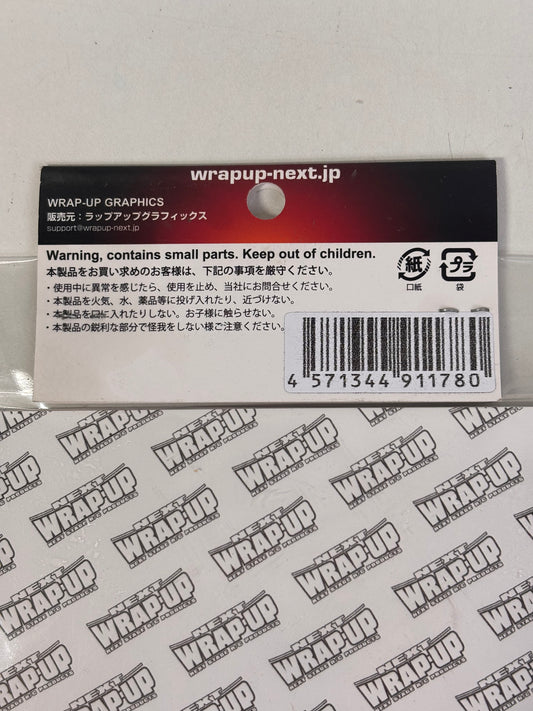 wrapup-next.jp
WRAP-UP GRAPHICS
販売元：ラップアップグラフィックス
support@wrapup-next.jp
Warning, contains small parts. Keep out of children.
本製品をお買い求めのお客様は、下記の事項を厳守ください。
・使用中に異常を感じたら、使用を止め、当社にお問合せください。
・本製品を火気、水、薬品等に投げ入れたり、近づけない。
・本製品を口に入れたりしない。お子様に触らせない。
・本製品の鋭利な部分で怪我をしない様ご注意ください。
紙
口紙
プラ
袋
4 571344 911780
NEXT
WRAP-UP
NEXT STAGE R/C PRODUCTS